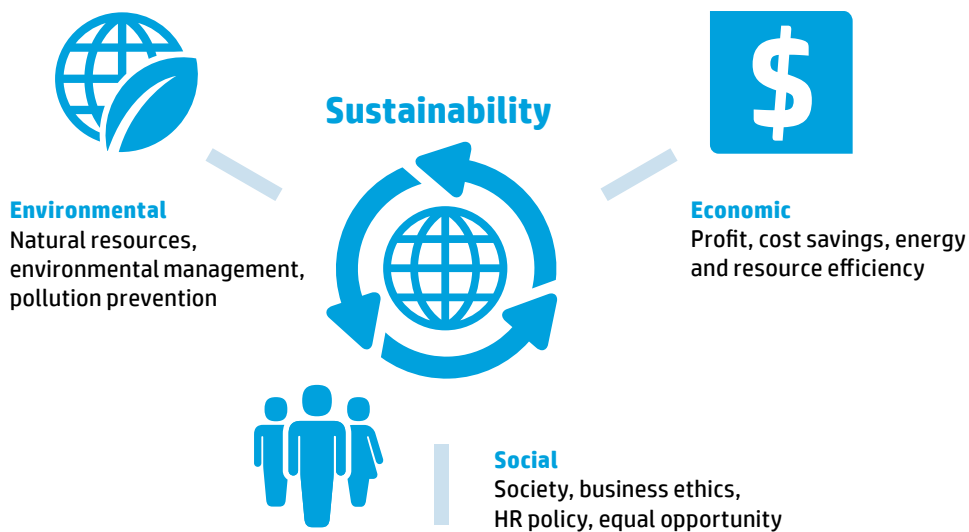 Sustainability
$
Environmental
Natural resources,
environmental management,
pollution prevention
Economic
Profit, cost savings, energy
and resource efficiency
Social
Society, business ethics,
HR policy, equal opportunity